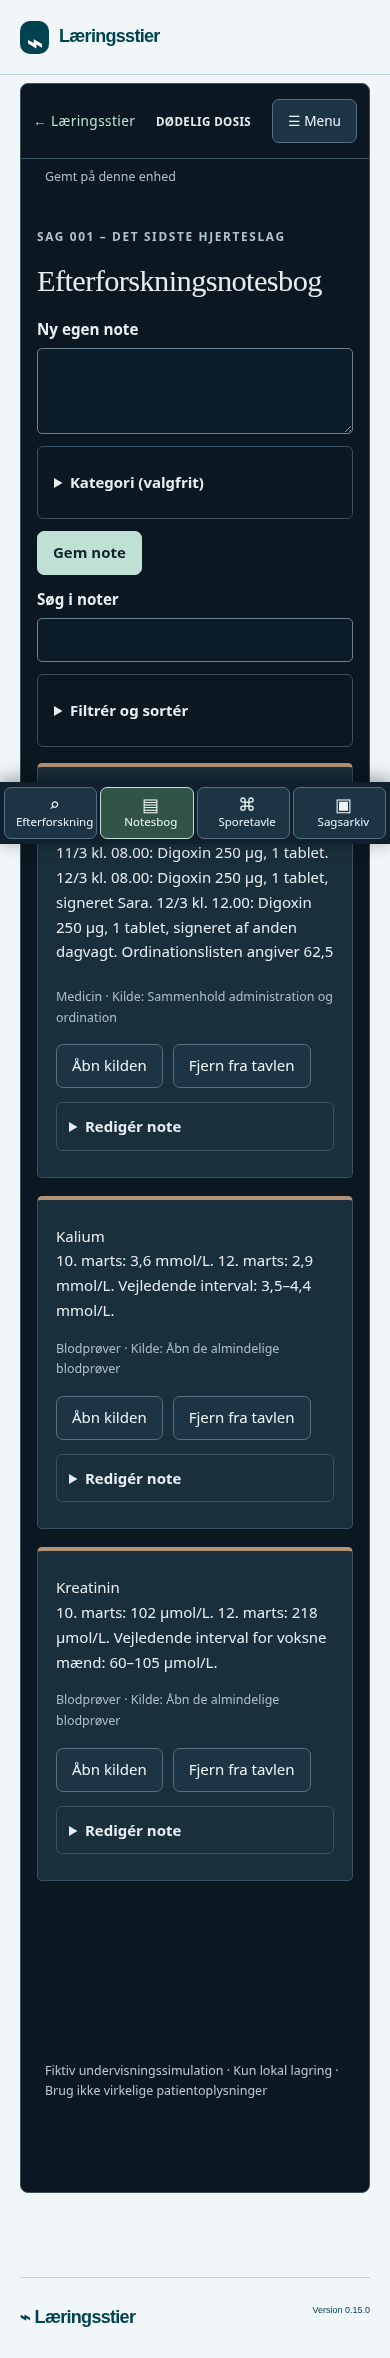 Læringsstier
← Læringsstier DØDELIG DOSIS ☰ Menu
Gemt på denne enhed
SAG 001 – DET SIDSTE HJERTESLAG
Efterforskningsnotesbog
Ny egen note
▶ Kategori (valgfrit)
Gem note
Søg i noter
▶ Filtrér og sortér
Efterforskning Notesbog Sporetavle Sagsarkiv
11/3 kl. 08.00: Digoxin 250 µg, 1 tablet.
12/3 kl. 08.00: Digoxin 250 µg, 1 tablet,
signeret Sara. 12/3 kl. 12.00: Digoxin
250 µg, 1 tablet, signeret af anden
dagvagt. Ordinationslisten angiver 62,5
Medicin · Kilde: Sammenhold administration og
ordination
Åbn kilden Fjern fra tavlen
▶ Redigér note
Kalium
10. marts: 3,6 mmol/L. 12. marts: 2,9
mmol/L. Vejledende interval: 3,5–4,4
mmol/L.
Blodprøver · Kilde: Åbn de almindelige
blodprøver
Åbn kilden Fjern fra tavlen
▶ Redigér note
Kreatinin
10. marts: 102 µmol/L. 12. marts: 218
µmol/L. Vejledende interval for voksne
mænd: 60–105 µmol/L.
Blodprøver · Kilde: Åbn de almindelige
blodprøver
Åbn kilden Fjern fra tavlen
▶ Redigér note
Fiktiv undervisningssimulation · Kun lokal lagring ·
Brug ikke virkelige patientoplysninger
Læringsstier Version 0.15.0